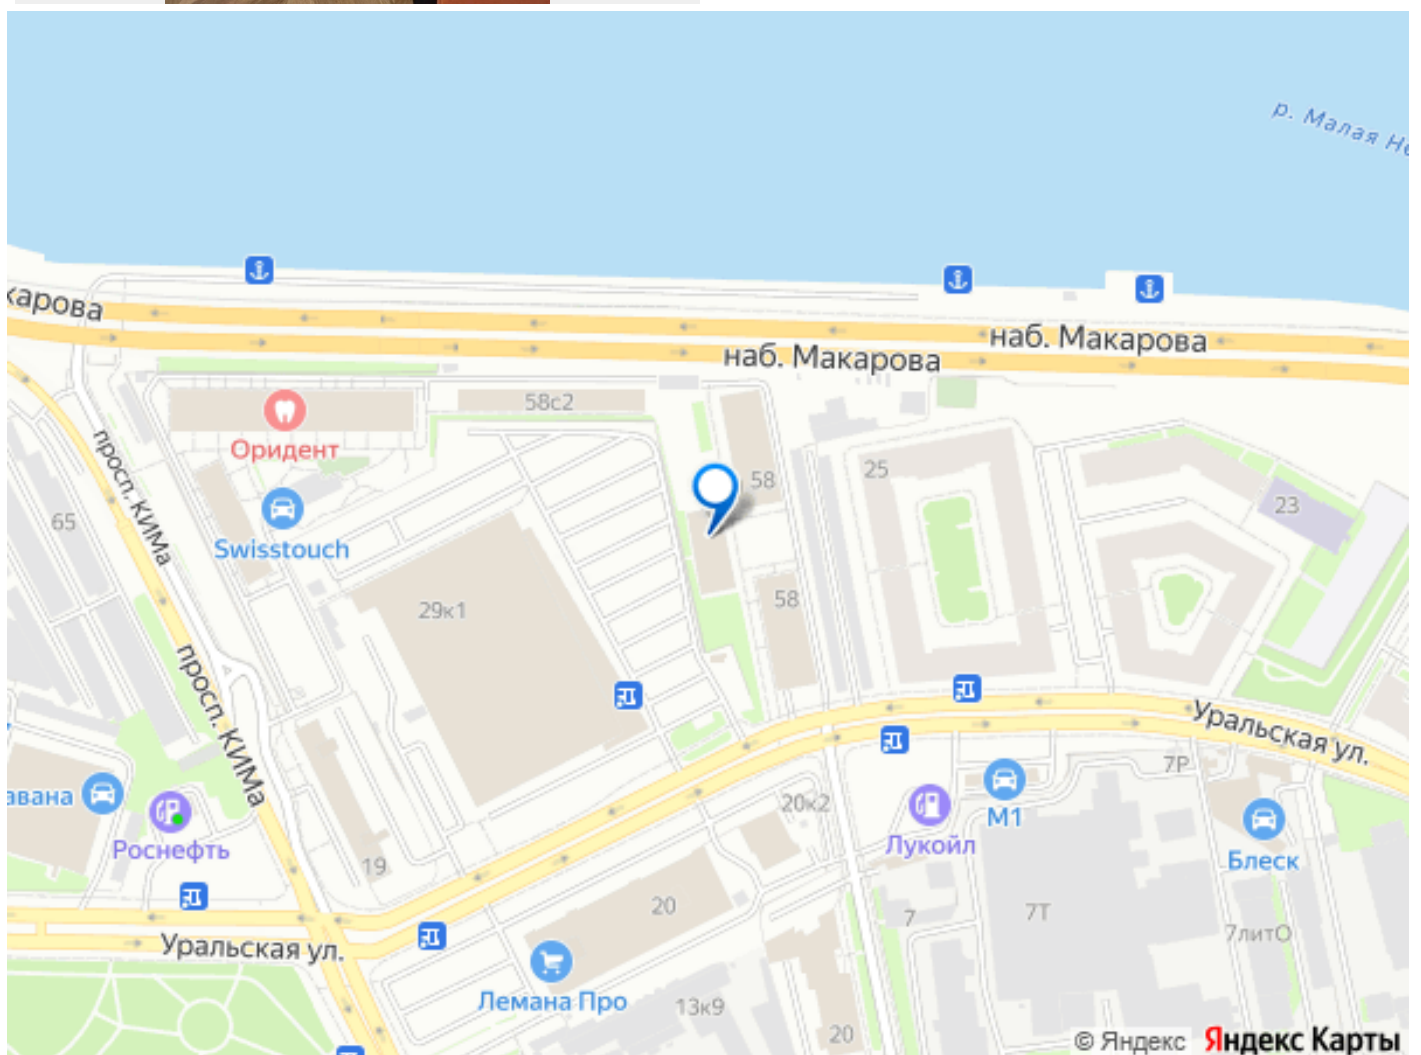 р. Малая Не
карова
наб. Макарова
наб. Макарова
58с2
Оридент
просп. КИМа
58
25
23
65
Swisstouch
29к1
58
просп. КИМа
Уральская ул.
7Р
авана
20к2
М1
Роснефть
Лукойл
Блеск
19
20
7
7Т
7литО
Уральская ул.
Лемана Про
13к9
20
© Яндекс Яндекс Карты